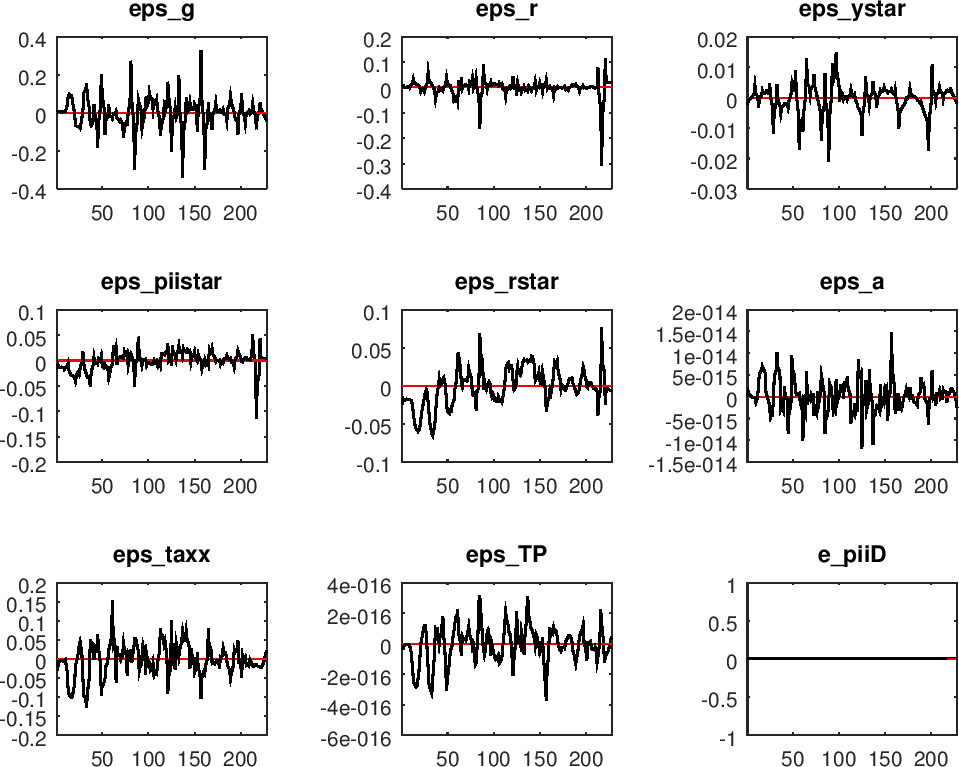 eps_g
0.4
0.2
0
-0.2
-0.4
50 100 150 200
eps_r
0.2
0.1
0
-0.1
-0.2
-0.3
-0.4
50 100 150 200
eps_ystar
0.02
0.01
0
-0.01
-0.02
-0.03
50 100 150 200
eps_piistar
0.1
0.05
0
-0.05
-0.1
-0.15
-0.2
50 100 150 200
eps_rstar
0.1
0.05
0
-0.05
-0.1
50 100 150 200
eps_a
2e-014
1.5e-014
1e-014
5e-015
0
-5e-015
-1e-014
-1.5e-014
50 100 150 200
eps_taxx
0.2
0.15
0.1
0.05
0
-0.05
-0.1
-0.15
-0.2
50 100 150 200
eps_TP
4e-016
2e-016
0
-2e-016
-4e-016
-6e-016
50 100 150 200
e_piiD
1
0.5
0
-0.5
-1
50 100 150 200